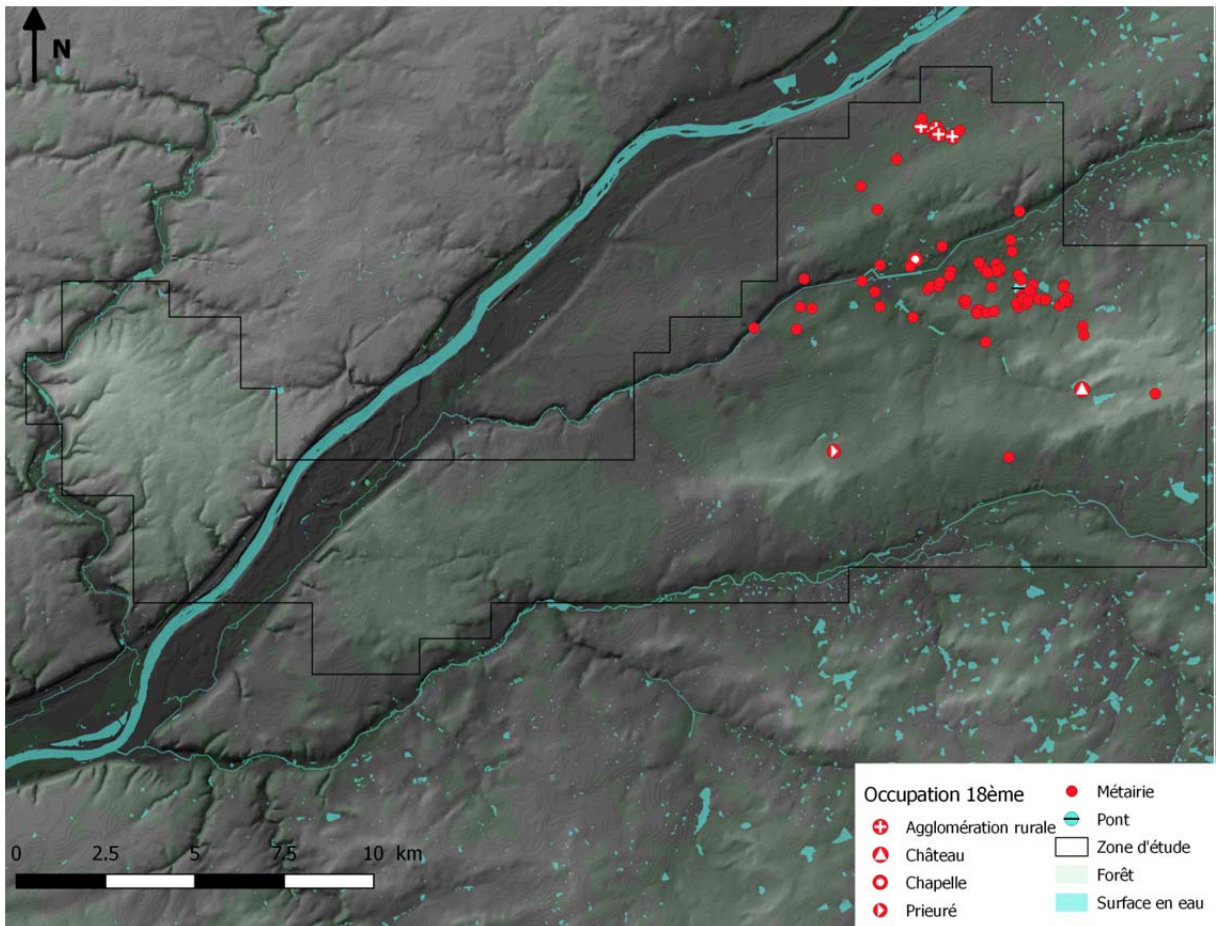 N
0 2.5 5 7.5 10 km
Occupation 18ème
Agglomération rurale
Château
Chapelle
Prieuré
Métairie
Pont
Zone d'étude
Forêt
Surface en eau